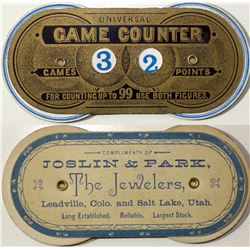 UNIVERSAL
GAME COUNTER
GAMES 3 2 POINTS
FOR COUNTING UP TO 99 USE BOTH FIGURES.
COMPLIMENTS OF
JOSLIN & PARK,
The Jewelers,
Leadville, Colo. and Salt Lake, Utah.
Long Established. Reliable. Largest Stock.